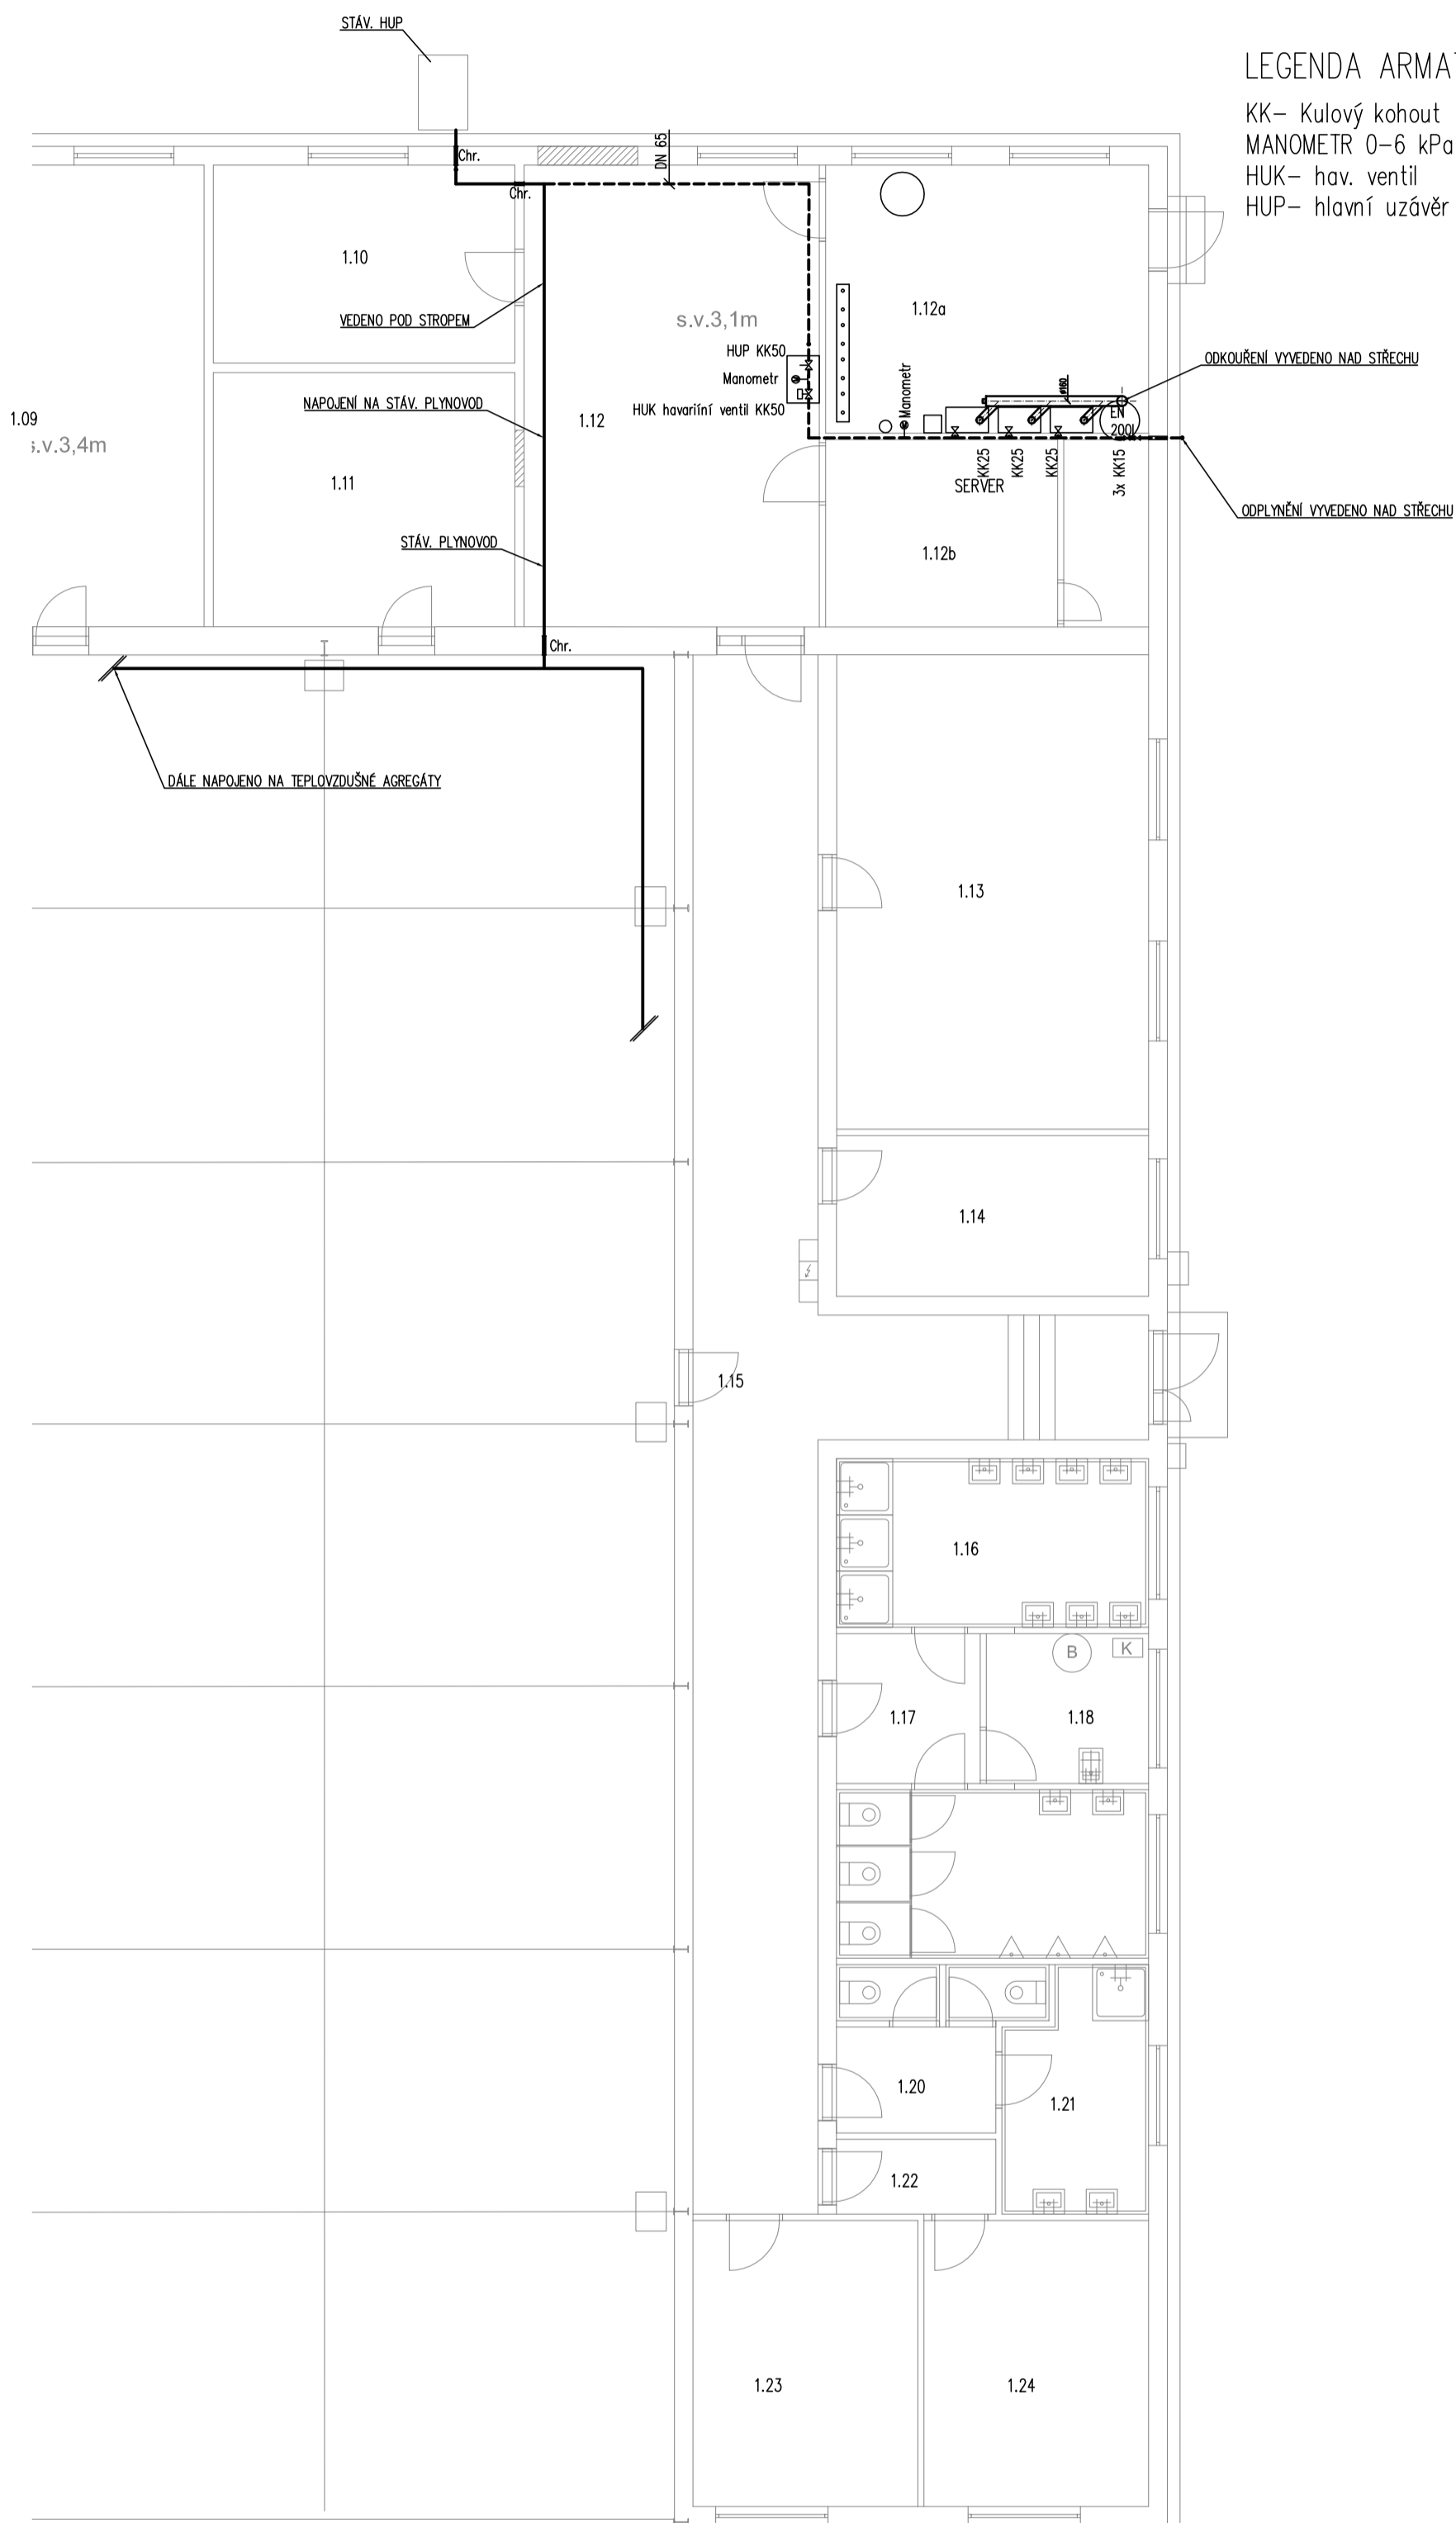 STÁV. HUP
LEGENDA ARMA
KK– Kulový kohout
MANOMETR 0–6 kPa
HUK– hav. ventil
HUP– hlavní uzávěr
Chr.
DN 65
Chr.
1.10
VEDENO POD STROPEM
s.v.3,1m
1.12a
HUP KK50
Manometr
HUK havariíní ventil KK50
Manometr
ø160
ODKOUŘENÍ VYVEDENO NAD STŘECHU
NAPOJENÍ NA STÁV. PLYNOVOD
1.09
s.v.3,4m
1.12
EN
200l
1.11
KK25
KK25
KK25
3x KK15
SERVER
ODPLYNĚNÍ VYVEDENO NAD STŘECHU
STÁV. PLYNOVOD
1.12b
Chr.
DÁLE NAPOJENO NA TEPLOVZDUŠNÉ AGREGÁTY
1.13
1.14
1.15
1.16
B
K
1.17
1.18
1.20
1.21
1.22
1.23
1.24